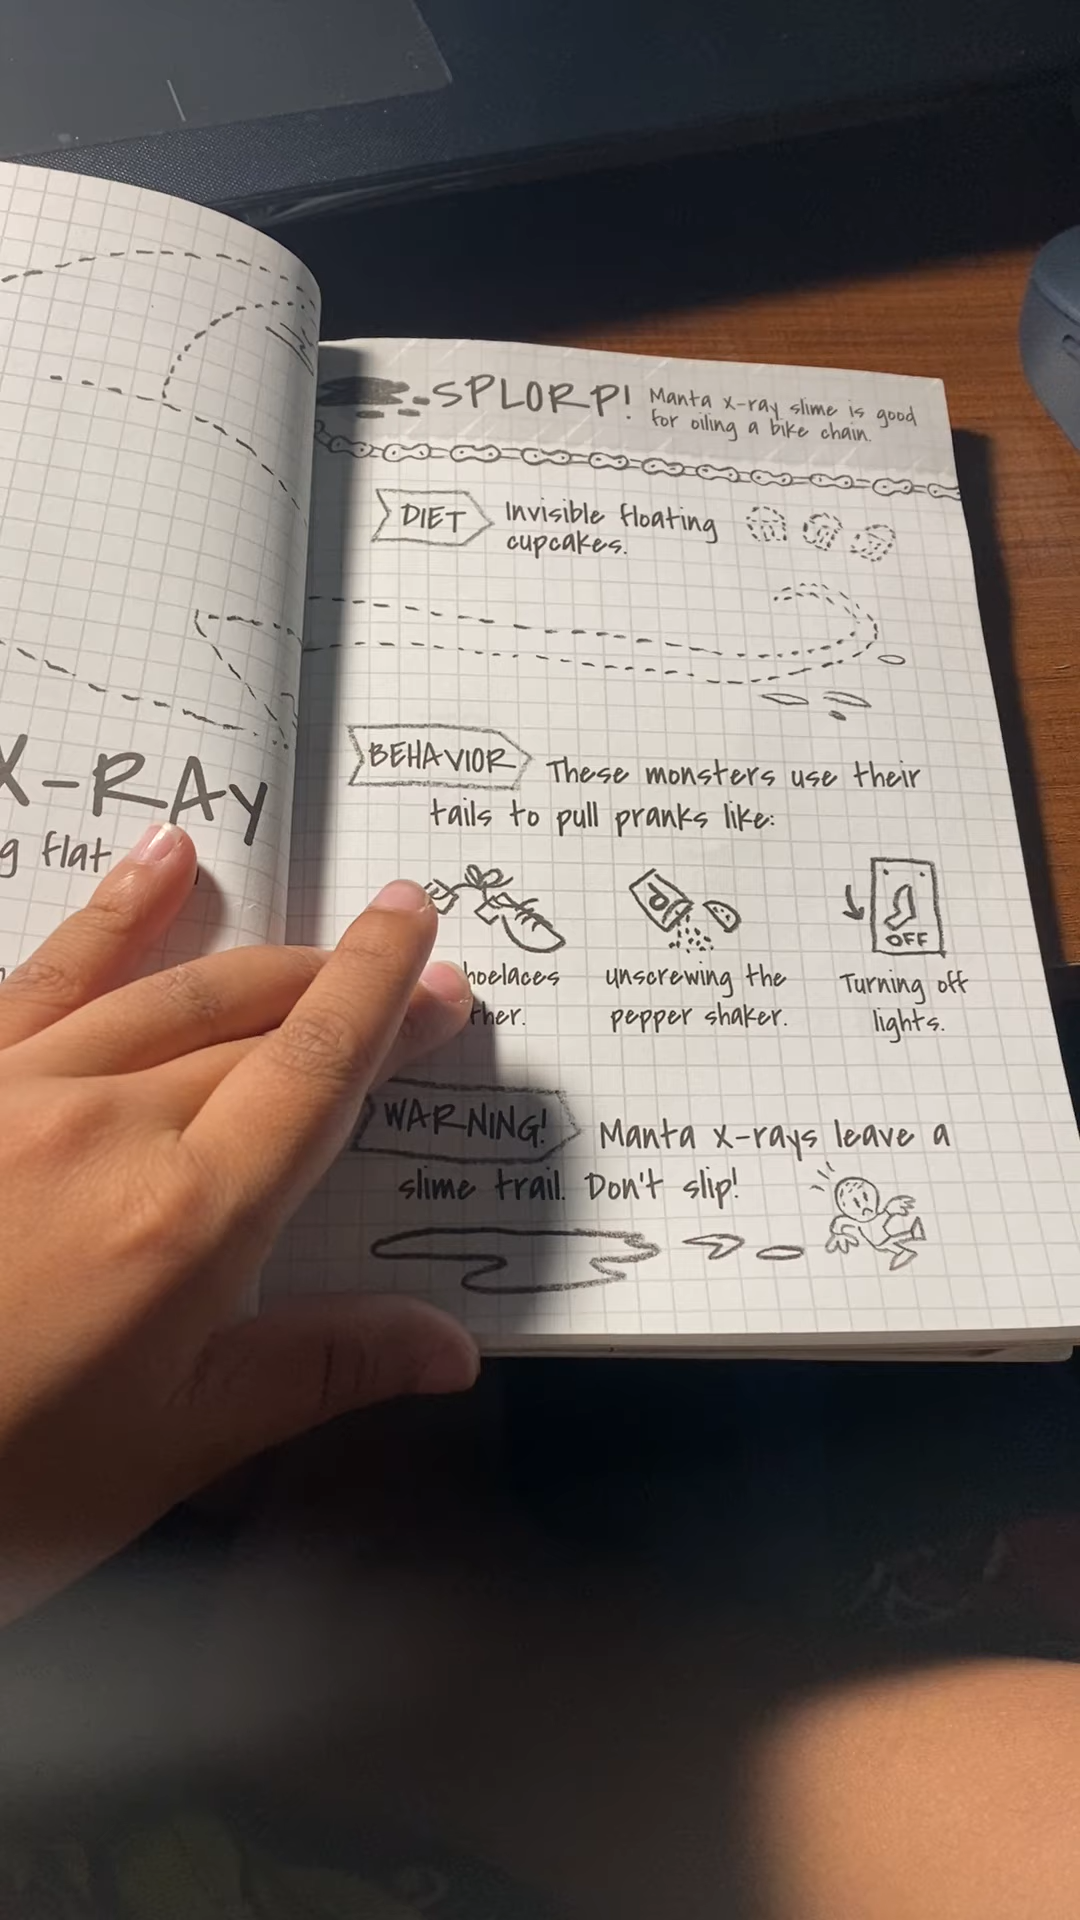 SPLORP!
Manta x-ray slime is good
for oiling a bike chain.
DIET
Invisible floating
cupcakes.
X-RAY
flat
BEHAVIOR
These monsters use their
tails to pull pranks like:
OFF
unscrewing the
pepper shaker.
Turning off
lights.
WARNING!
Manta x-rays leave a
slime trail. Don't slip!